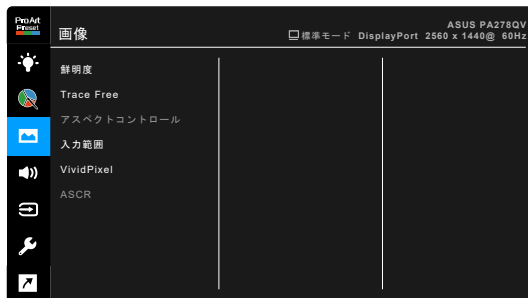 ProArt
Preset
画像
ASUS PA278QV
標準モード DisplayPort 2560 x 1440@ 60Hz
鮮明度
Trace Free
アスペクトコントロール
入力範囲
VividPixel
ASCR